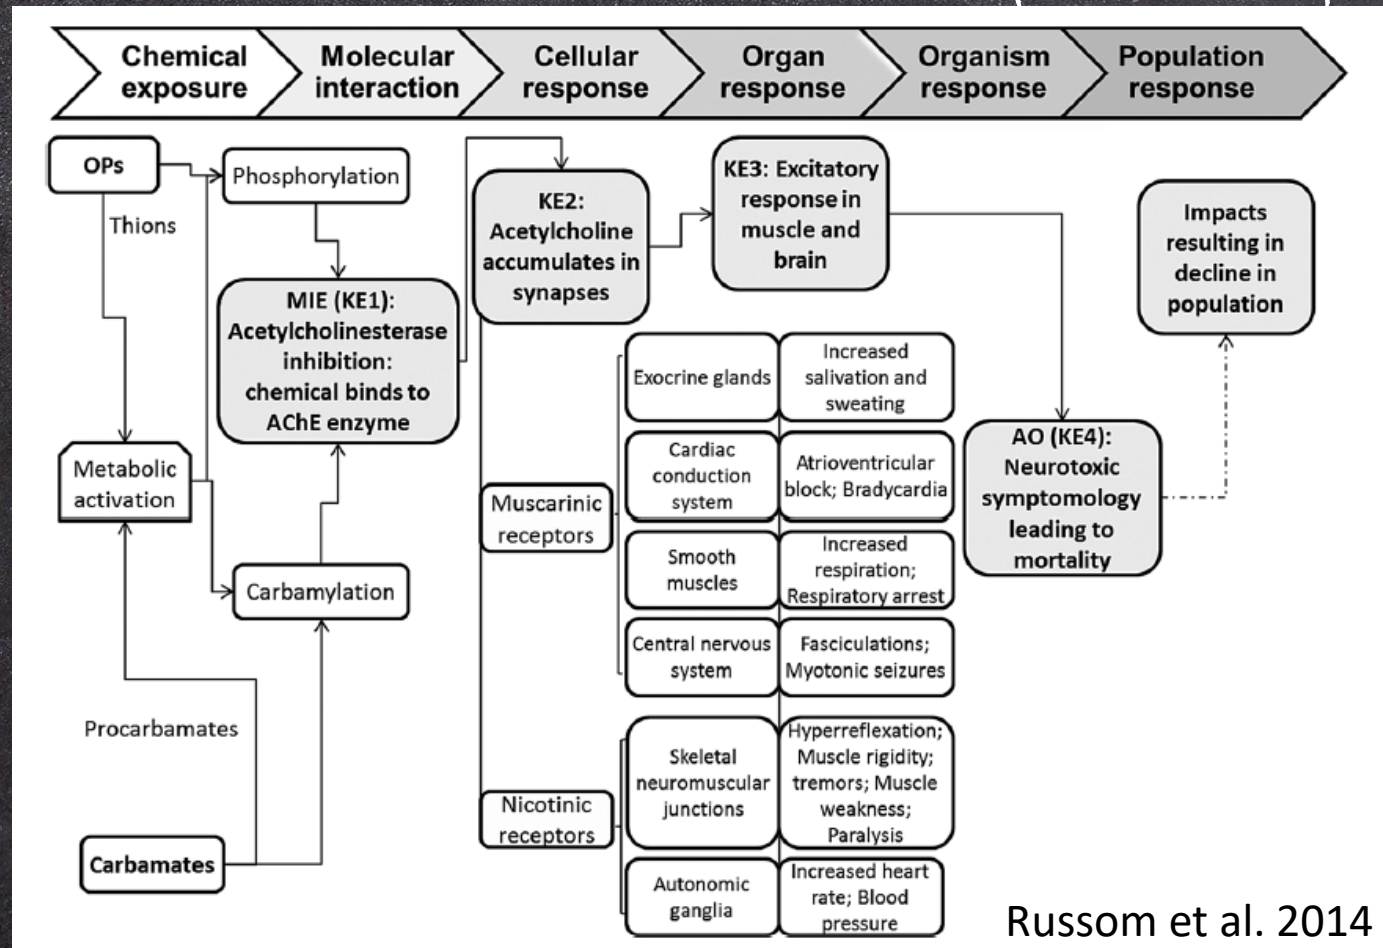 Chemical
exposure
Molecular
interaction
Cellular
response
Organ
response
Organism
response
Population
response
OPs
Thions
Phosphorylation
MIE (KE1):
Acetylcholinesterase
inhibition:
chemical binds to
AChE enzyme
Metabolic
activation
Carbamylation
Procarbamates
Carbamates
KE2:
Acetylcholine
accumulates in
synapses
KE3: Excitatory
response in
muscle and
brain
Muscarinic
receptors
Exocrine glands
Increased
salivation and
sweating
Cardiac
conduction
system
Atrioventricular
block; Bradycardia
Smooth
muscles
Increased
respiration;
Respiratory arrest
Central nervous
system
Fasciculations;
Myotonic seizures
Nicotinic
receptors
Skeletal
neuromuscular
junctions
Hyperreflexation;
Muscle rigidity;
tremors; Muscle
weakness;
Paralysis
Autonomic
ganglia
Increased heart
rate; Blood
pressure
AO (KE4):
Neurotoxic
symptomology
leading to
mortality
Impacts
resulting in
decline in
population
Russom et al. 2014